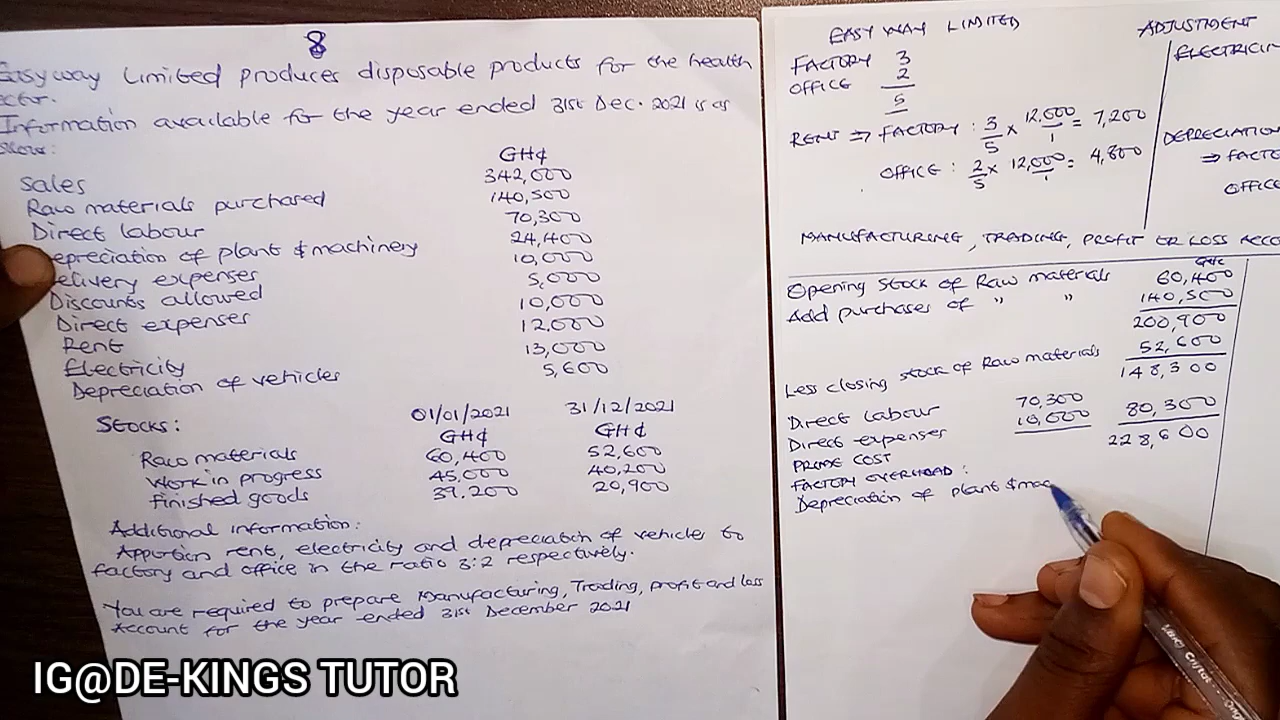 8
Easyway Limited produces disposable products for the health
ector.
Information available for the year ended 31st Dec. 2021 is as
GH¢
Sales 342,000
Raw materials purchased 140,500
Direct labour 70,300
epreciation of plant & machinery 24,400
elivery expenses 10,000
Discounts allowed 5,000
Direct expenses 10,000
Rent 12,000
Electricity 13,000
Depreciation of vehicles 5,600
Stocks: 01/01/2021 31/12/2021
GH¢ GH¢
Raw materials 60,400 52,600
Work in progress 45,000 40,200
finished goods 39,200 20,900
Additional information:
Apportion rent, electricity and depreciation of vehicle to
factory and office in the ratio 3:2 respectively.
You are required to prepare Manufacturing, Trading, profit and loss
Account for the year ended 31st December 2021
IG@DE-KINGS TUTOR
EASY WAY LIMITED
FACTORY 3
OFFICE 2
5
RENT ⇒ FACTORY : 3/5 × 12,000/1 = 7,200
OFFICE : 2/5 × 12,000/1 = 4,800
ADJUSTMENT
ELECTRICI
DEPRECIATION
⇒ FACTO
OFFIC
MANUFACTURING, TRADING, PROFIT OR LOSS ACCO
GH¢
Opening stock of Raw materials 60,400
Add purchases of " " 140,500
200,900
Less closing stock of Raw materials 52,600
148,300
Direct labour 70,300
Direct expenses 10,000 80,300
PRIME COST 228,600
FACTORY OVERHEAD :
Depreciation of plant & mac